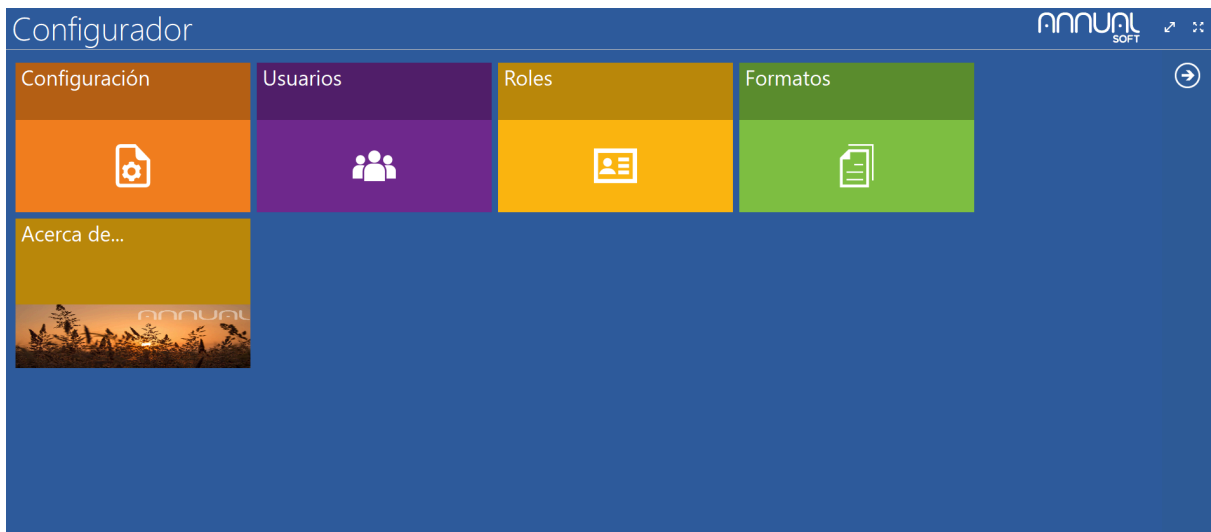 Configurador
ANNUAL
SOFT
Configuración
Usuarios
Roles
Formatos
Acerca de...
ANNUAL